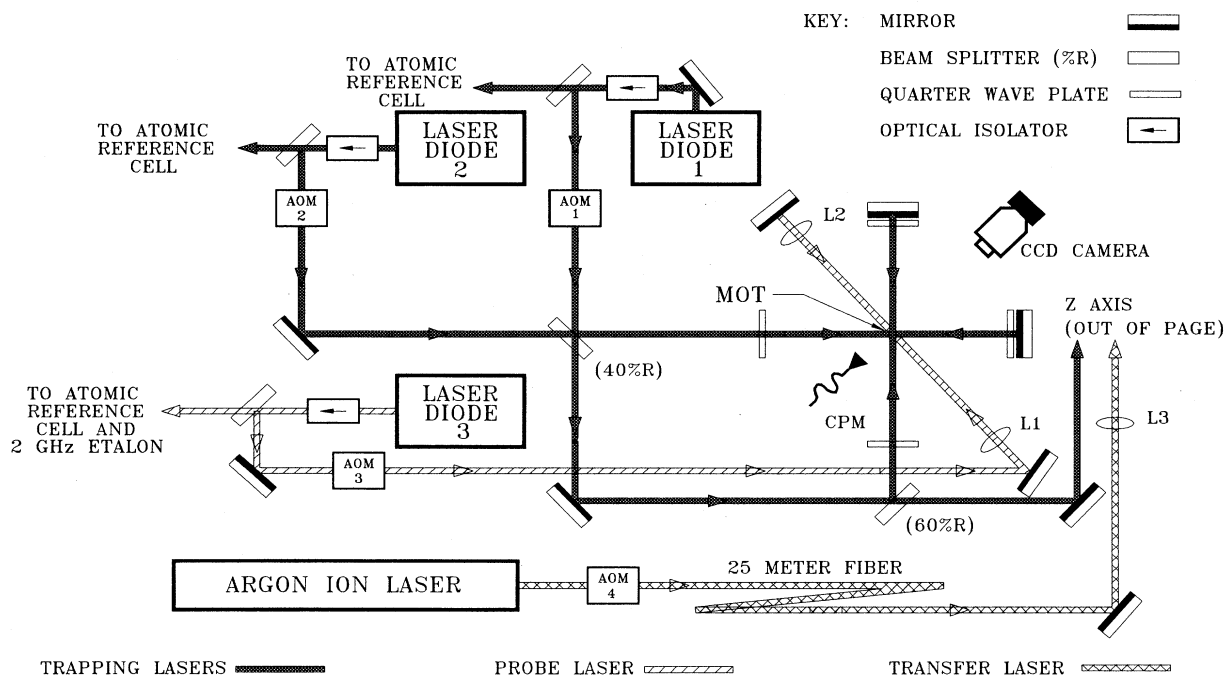 KEY: MIRROR
BEAM SPLITTER (%R)
QUARTER WAVE PLATE
OPTICAL ISOLATOR
TO ATOMIC
REFERENCE
CELL
TO ATOMIC
REFERENCE
CELL
LASER
DIODE
2
LASER
DIODE
1
AOM
2
AOM
1
L2
CCD CAMERA
MOT
Z AXIS
(OUT OF PAGE)
(40%R)
TO ATOMIC
REFERENCE
CELL AND
2 GHz ETALON
LASER
DIODE
3
CPM
L1
L3
AOM
3
(60%R)
ARGON ION LASER
AOM
4
25 METER FIBER
TRAPPING LASERS
PROBE LASER
TRANSFER LASER